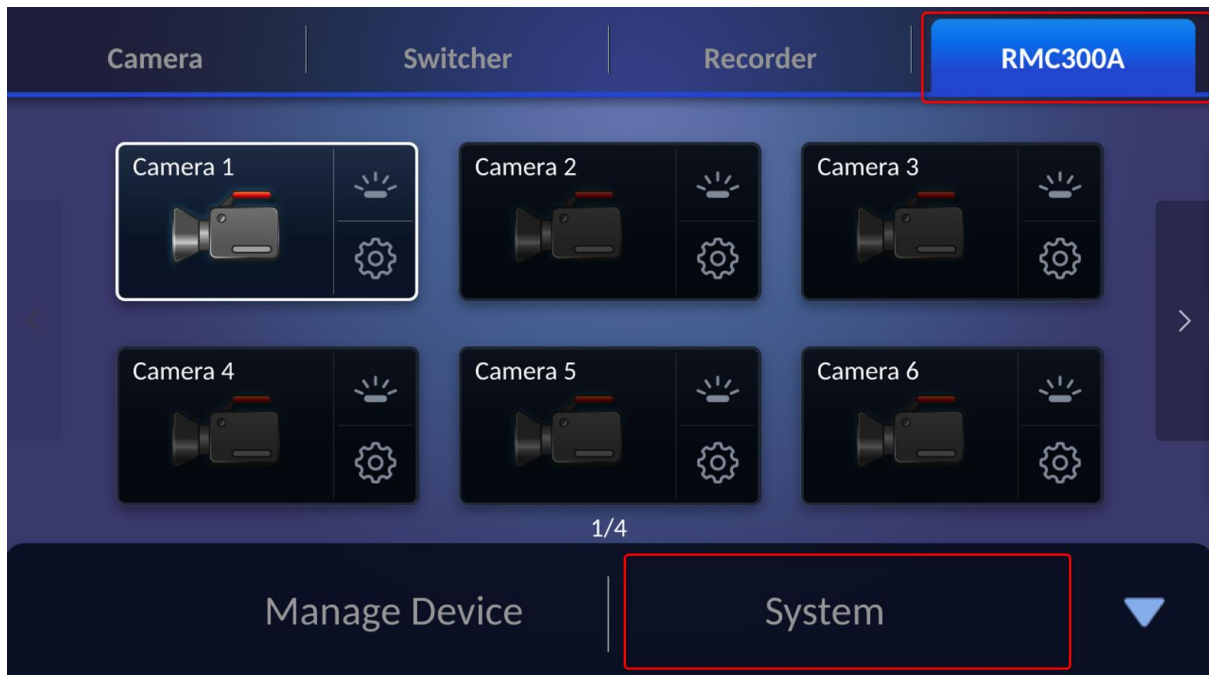 Camera
Switcher
Recorder
RMC300A
Camera 1
Camera 2
Camera 3
Camera 4
Camera 5
Camera 6
1/4
Manage Device
System